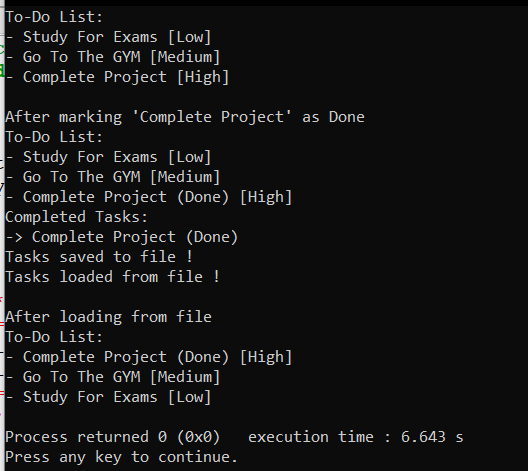 To-Do List:
- Study For Exams [Low]
- Go To The GYM [Medium]
- Complete Project [High]

After marking 'Complete Project' as Done
To-Do List:
- Study For Exams [Low]
- Go To The GYM [Medium]
- Complete Project (Done) [High]
Completed Tasks:
-> Complete Project (Done)
Tasks saved to file !
Tasks loaded from file !

After loading from file
To-Do List:
- Complete Project (Done) [High]
- Go To The GYM [Medium]
- Study For Exams [Low]

Process returned 0 (0x0)   execution time : 6.643 s
Press any key to continue.